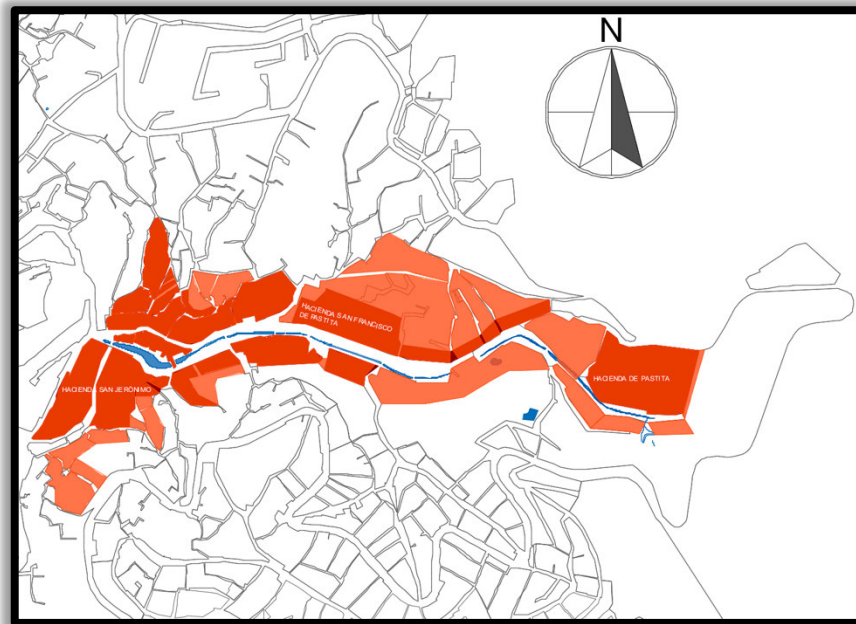 N
HACIENDA SAN FRANCISCO
DE PASTITA
HACIENDA DE PASTITA
HACIENDA SAN JERÓNIMO